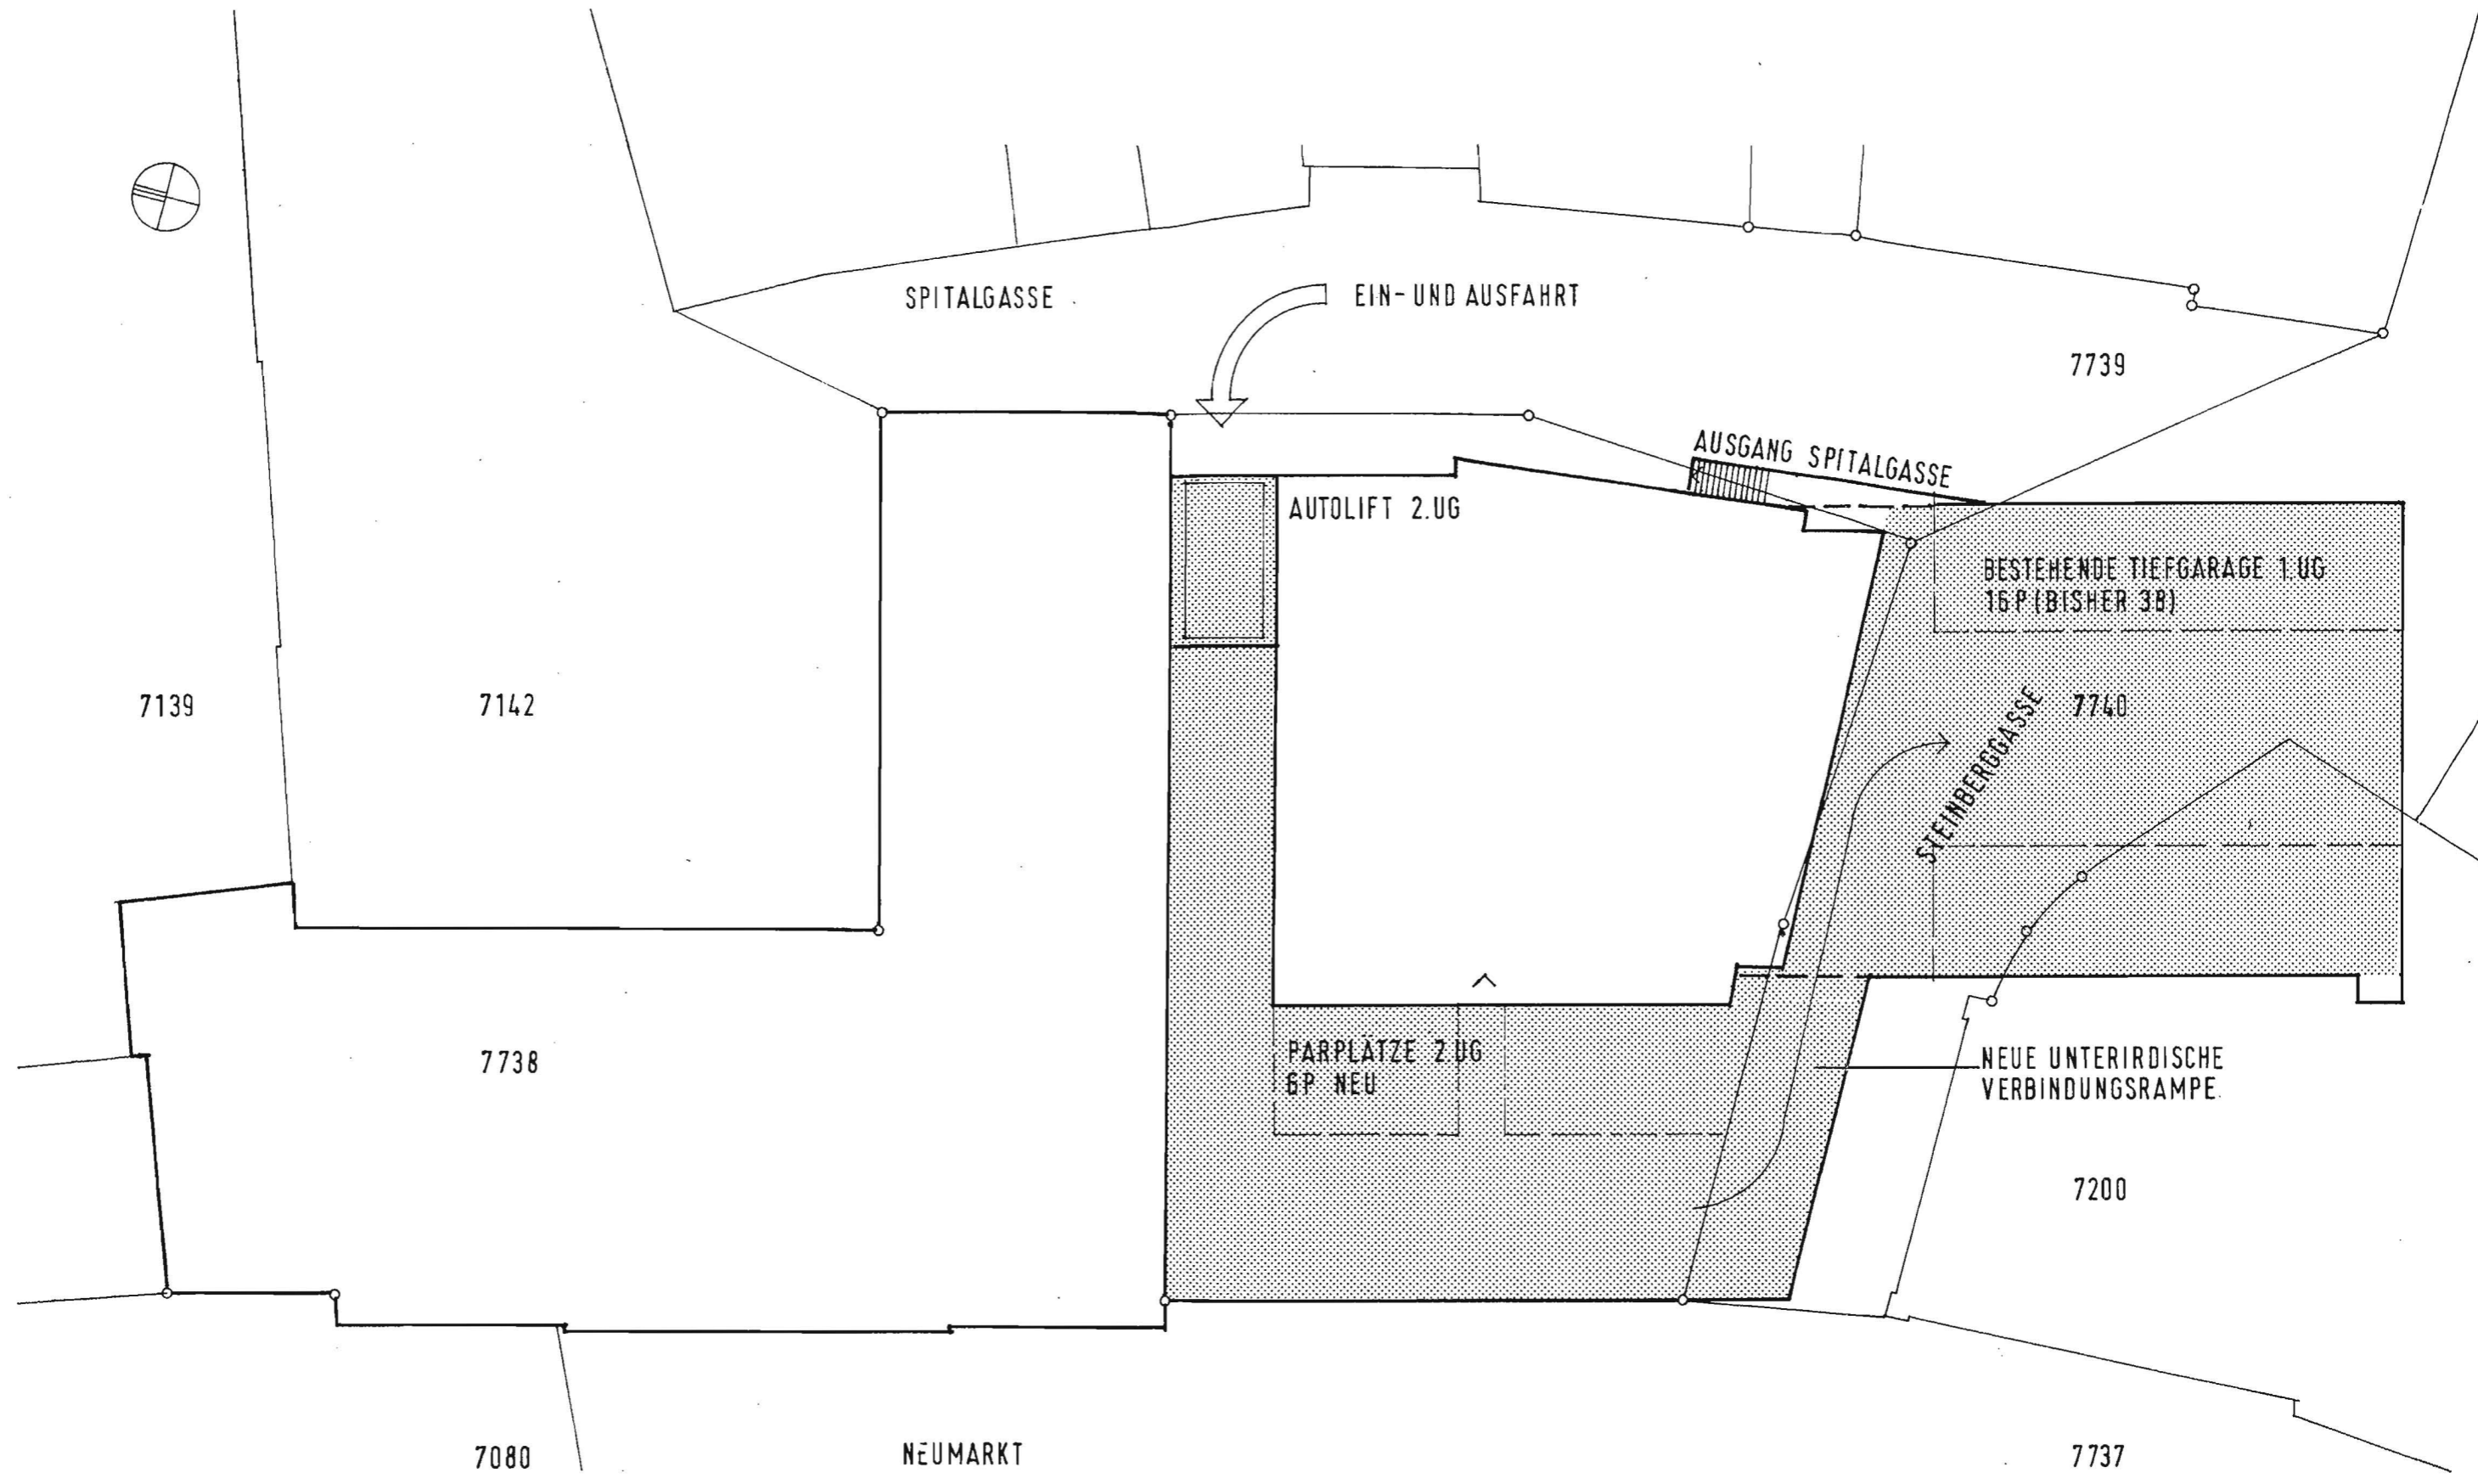 SPITALGASSE
EIN- UND AUSFAHRT
7739
AUSGANG SPITALGASSE
AUTOLIFT 2.UG
BESTEHENDE TIEFGARAGE 1.UG
16P (BISHER 38)
7139
7142
7740
STEINBERGGASSE
7738
PARPLÄTZE 2.UG
6P NEU
NEUE UNTERIRDISCHE
VERBINDUNGSRAMPE
7200
7080
NEUMARKT
7737